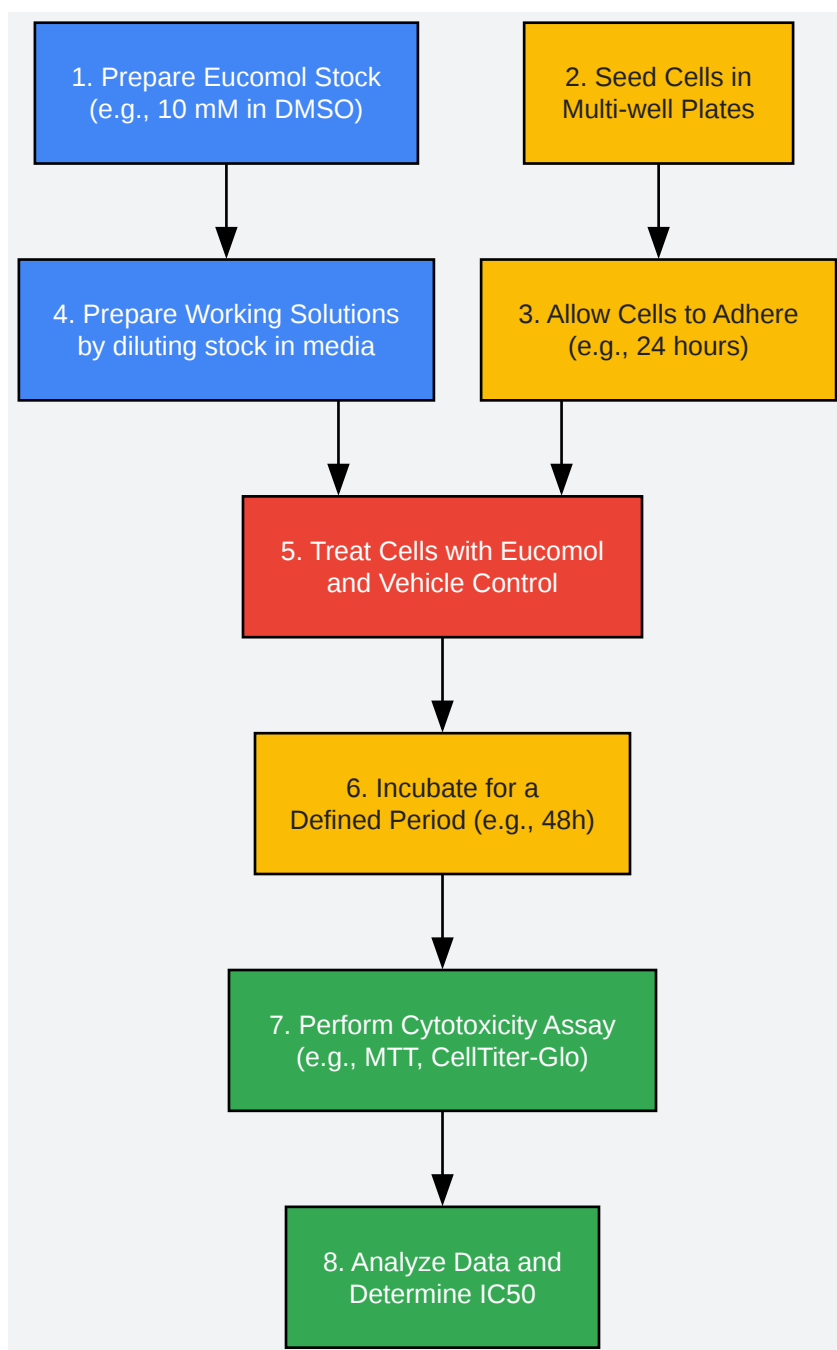 1. Prepare Eucomol Stock
(e.g., 10 mM in DMSO)
2. Seed Cells in
Multi-well Plates
4. Prepare Working Solutions
by diluting stock in media
3. Allow Cells to Adhere
(e.g., 24 hours)
5. Treat Cells with Eucomol
and Vehicle Control
6. Incubate for a
Defined Period (e.g., 48h)
7. Perform Cytotoxicity Assay
(e.g., MTT, CellTiter-Glo)
8. Analyze Data and
Determine IC50